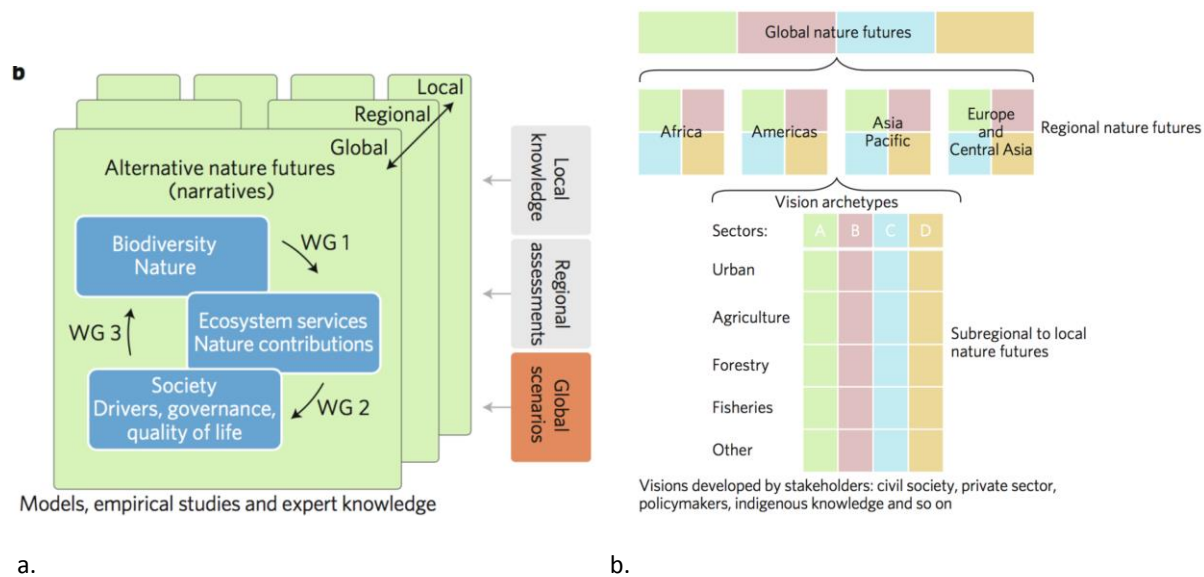 b
Local
Regional
Global
Alternative nature futures
(narratives)
Biodiversity
Nature
WG 1
Ecosystem services
Nature contributions
WG 3
Society
Drivers, governance,
quality of life
WG 2
Models, empirical studies and expert knowledge
Local
knowledge
Regional
assessments
Global
scenarios
a.
Global nature futures
Africa
Americas
Asia
Pacific
Europe
and
Central Asia
Regional nature futures
Vision archetypes
Sectors: A B C D
Urban
Agriculture
Forestry
Fisheries
Other
Subregional to local
nature futures
Visions developed by stakeholders: civil society, private sector,
policymakers, indigenous knowledge and so on
b.